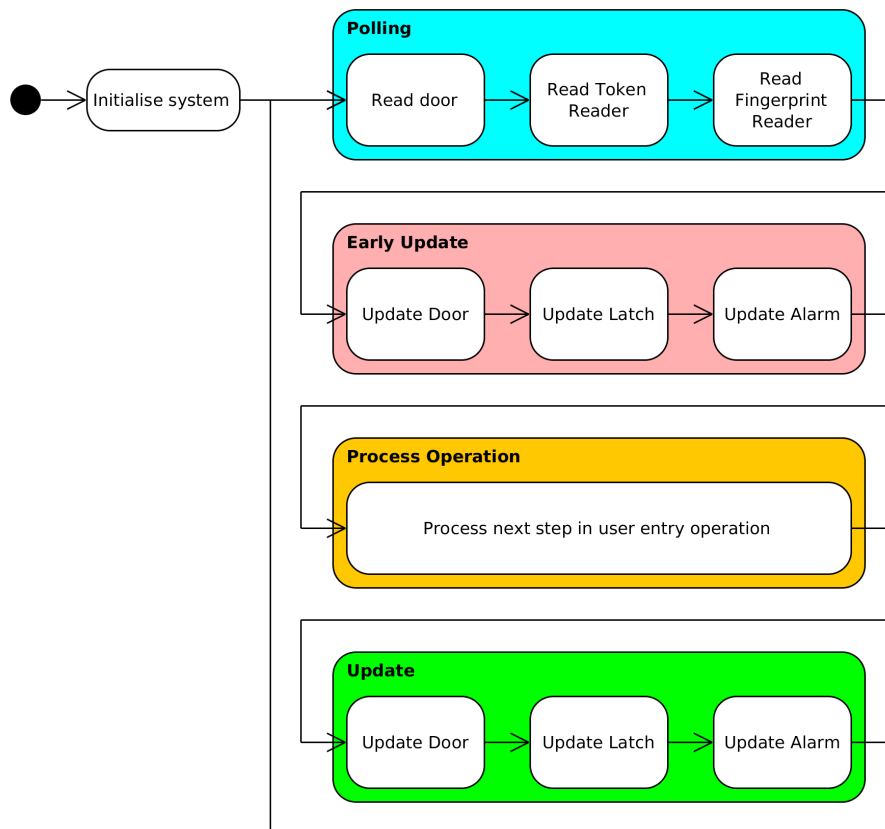 Polling
Initialise system
Read door
Read Token
Reader
Read
Fingerprint
Reader
Early Update
Update Door
Update Latch
Update Alarm
Process Operation
Process next step in user entry operation
Update
Update Door
Update Latch
Update Alarm